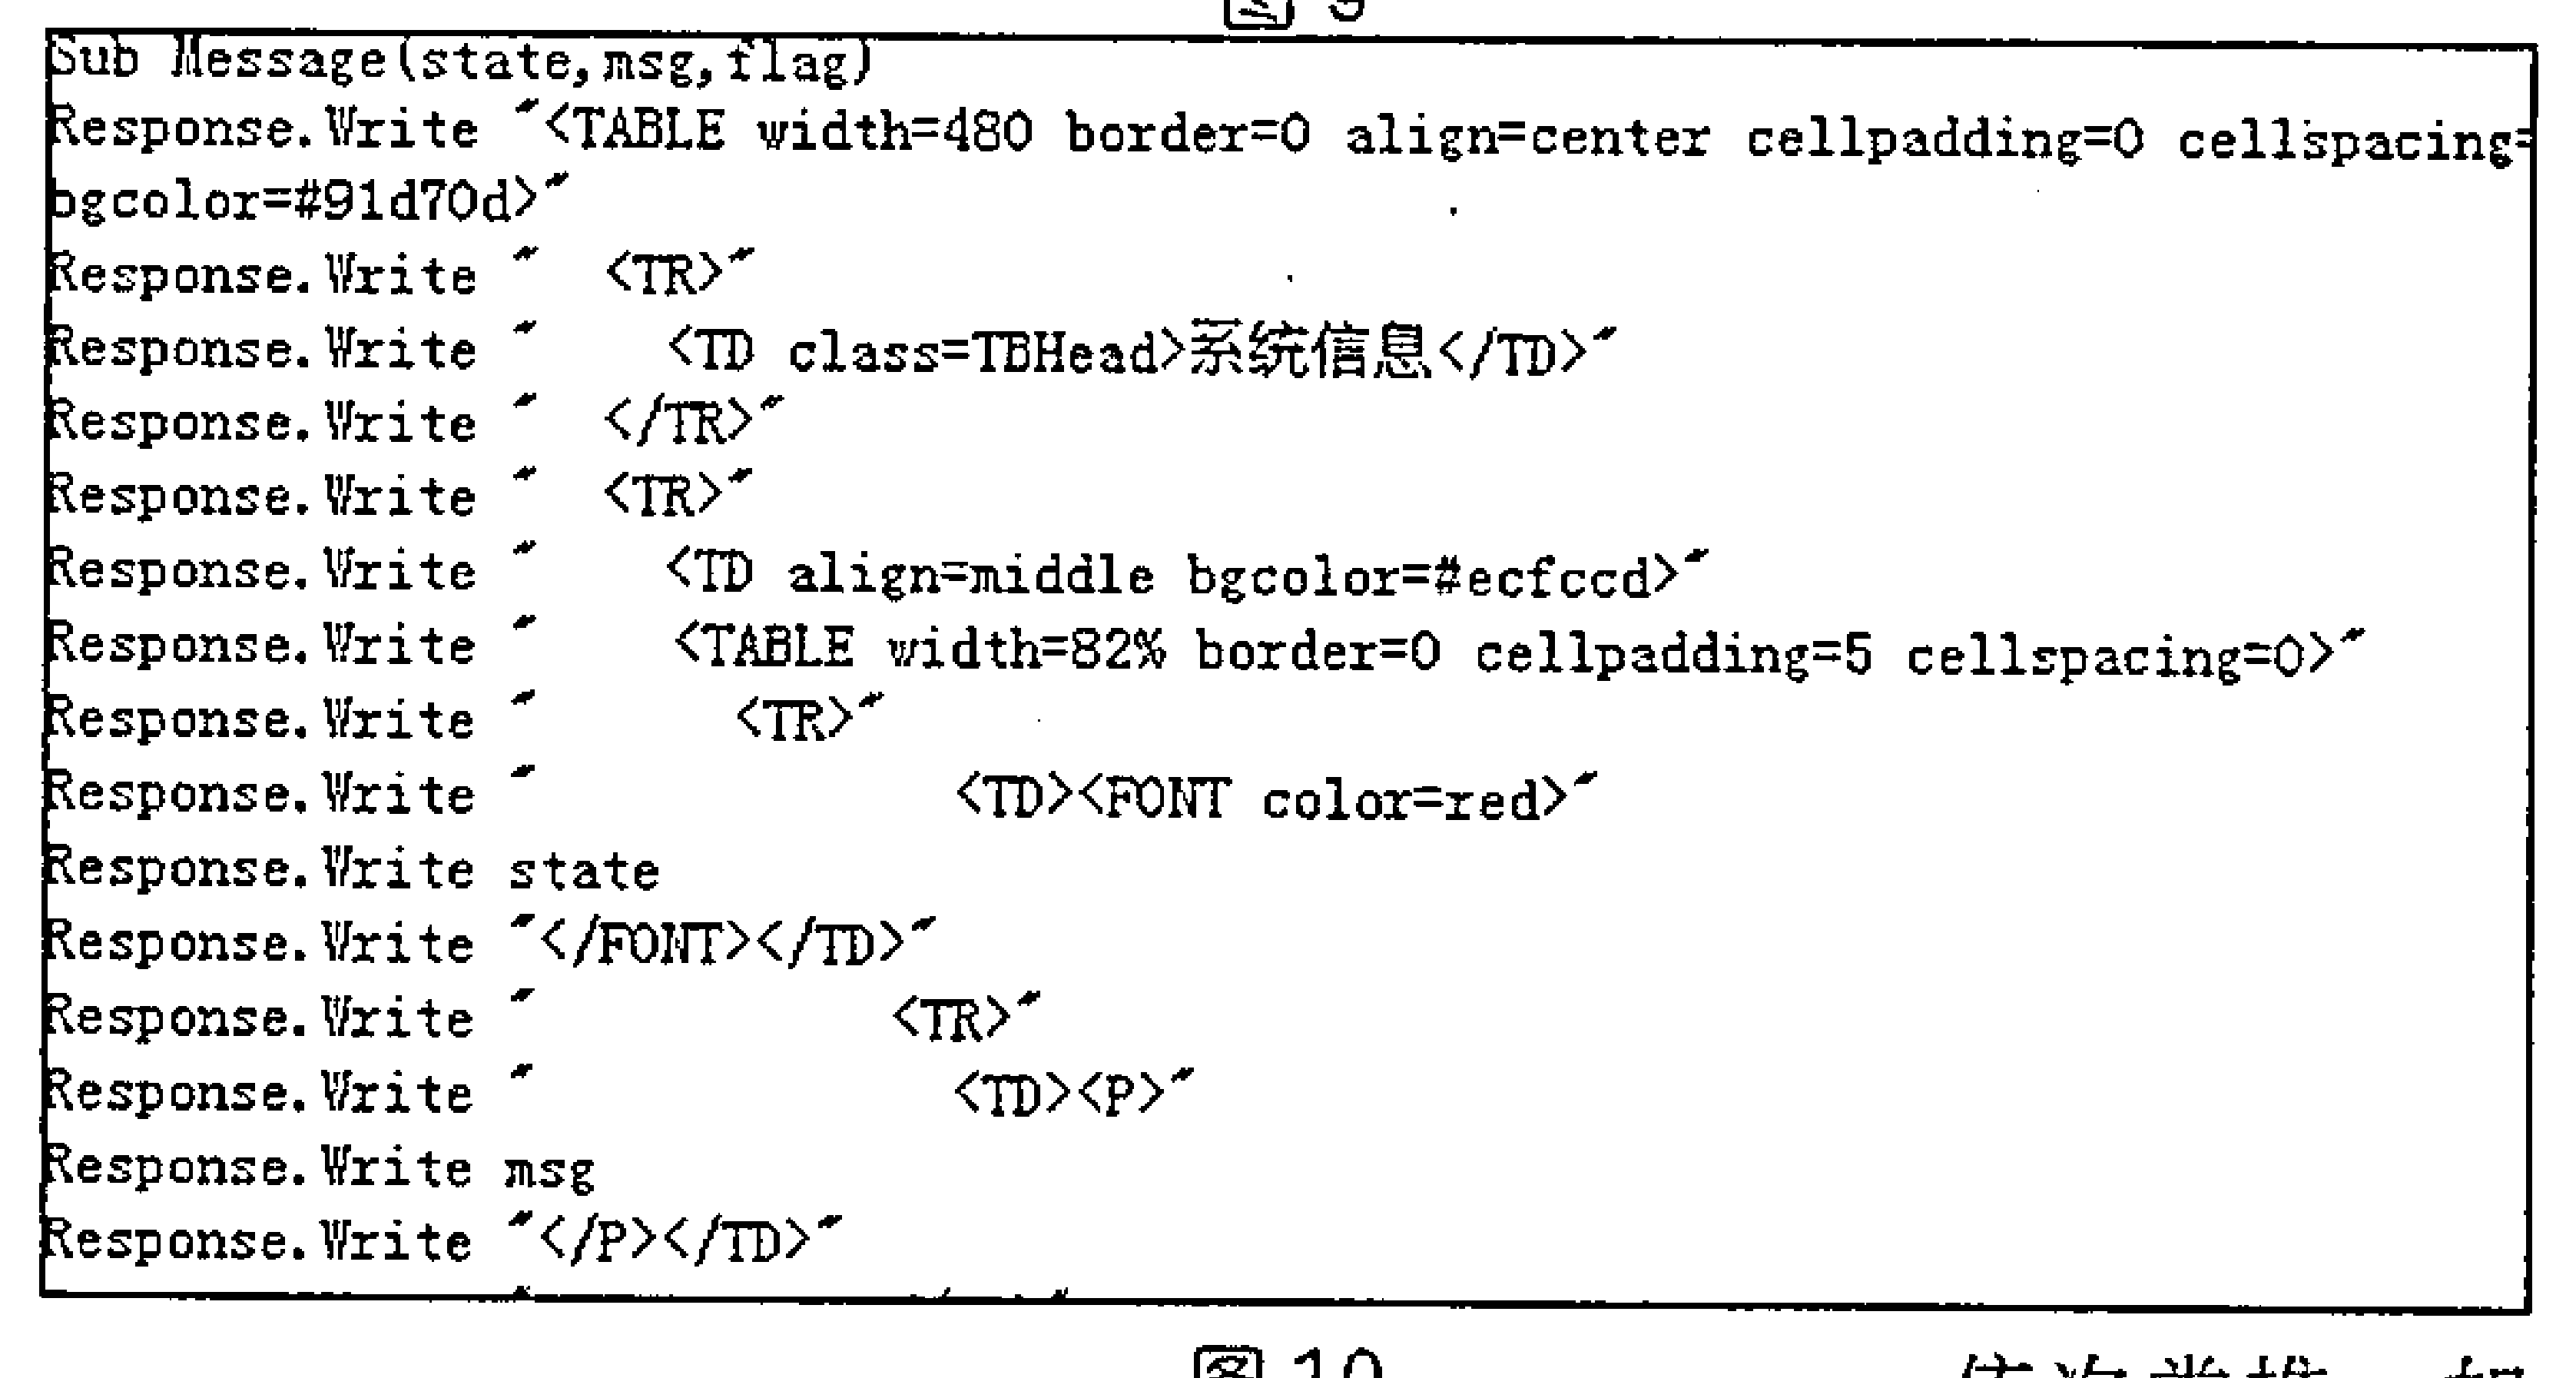 图 9
Sub Message(state,msg,flag)
Response.Write "<TABLE width=480 border=0 align=center cellpadding=0 cellspacing=
bgcolor=#91d70d>"
Response.Write "  <TR>"
Response.Write "    <TD class=TBHead>系统信息</TD>"
Response.Write "  </TR>"
Response.Write "  <TR>"
Response.Write "    <TD align=middle bgcolor=#ecfccd>"
Response.Write "    <TABLE width=82% border=0 cellpadding=5 cellspacing=0>"
Response.Write "      <TR>"
Response.Write "             <TD><FONT color=red>"
Response.Write state
Response.Write "</FONT></TD>"
Response.Write "           <TR>"
Response.Write "             <TD><P>"
Response.Write msg
Response.Write "</P></TD>"
图 10